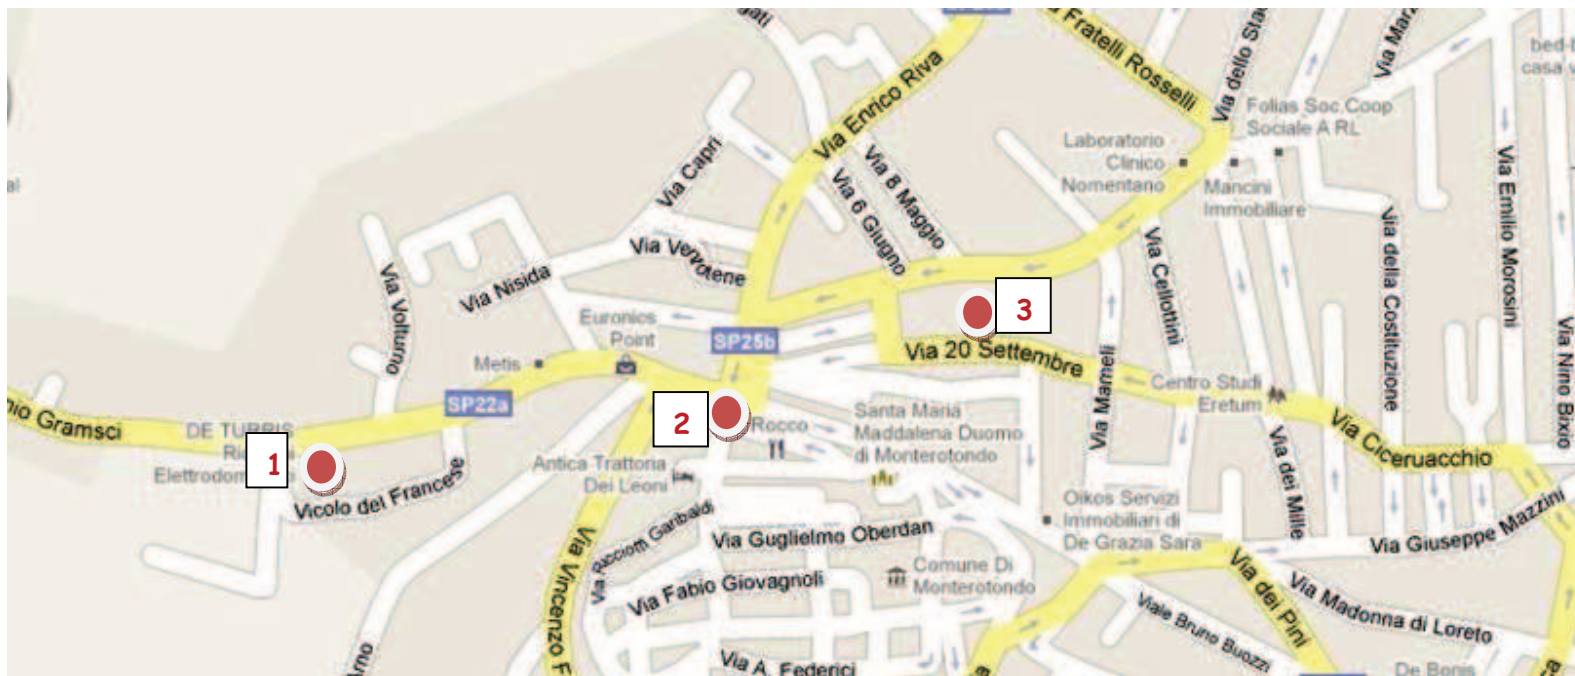 Via Enrico Riva
Fratelli Rosselli
Via dello Sta
Via Mar
bed-b
casa v
Folias Soc.Coop
Sociale A RL
Laboratorio
Clinico
Nomentano
Mancini
Immobiliare
Via Capri
Via 8 Maggio
Via 6 Giugno
Via Emilio Morosini
Via della Costituzione
Via Cellottini
Via Nisida
Via Volturno
Euronics
Point
SP25b
3
Via 20 Settembre
Metis
Via Mameli
Centro Studi
Eretum
Via Nino Bixio
SP22a
nio Gramsci
DE TURRIS
Elettrodom
1
2
Rocco
Santa Maria
Maddalena Duomo
di Monterotondo
Via Ciceruacchio
Via dei Mille
Antica Trattoria
Dei Leoni
Vicolo del Francese
Via Ricciotti Garibaldi
Via Guglielmo Oberdan
Oikos Servizi
Immobiliari di
De Grazia Sara
Via Giuseppe Mazzini
Via Vincenzo F
Via Fabio Giovagnoli
Comune Di
Monterotondo
Via dei Pini
Via Madonna di Loreto
Viale Bruno Buozzi
Arno
Via A. Federici
De Bonis